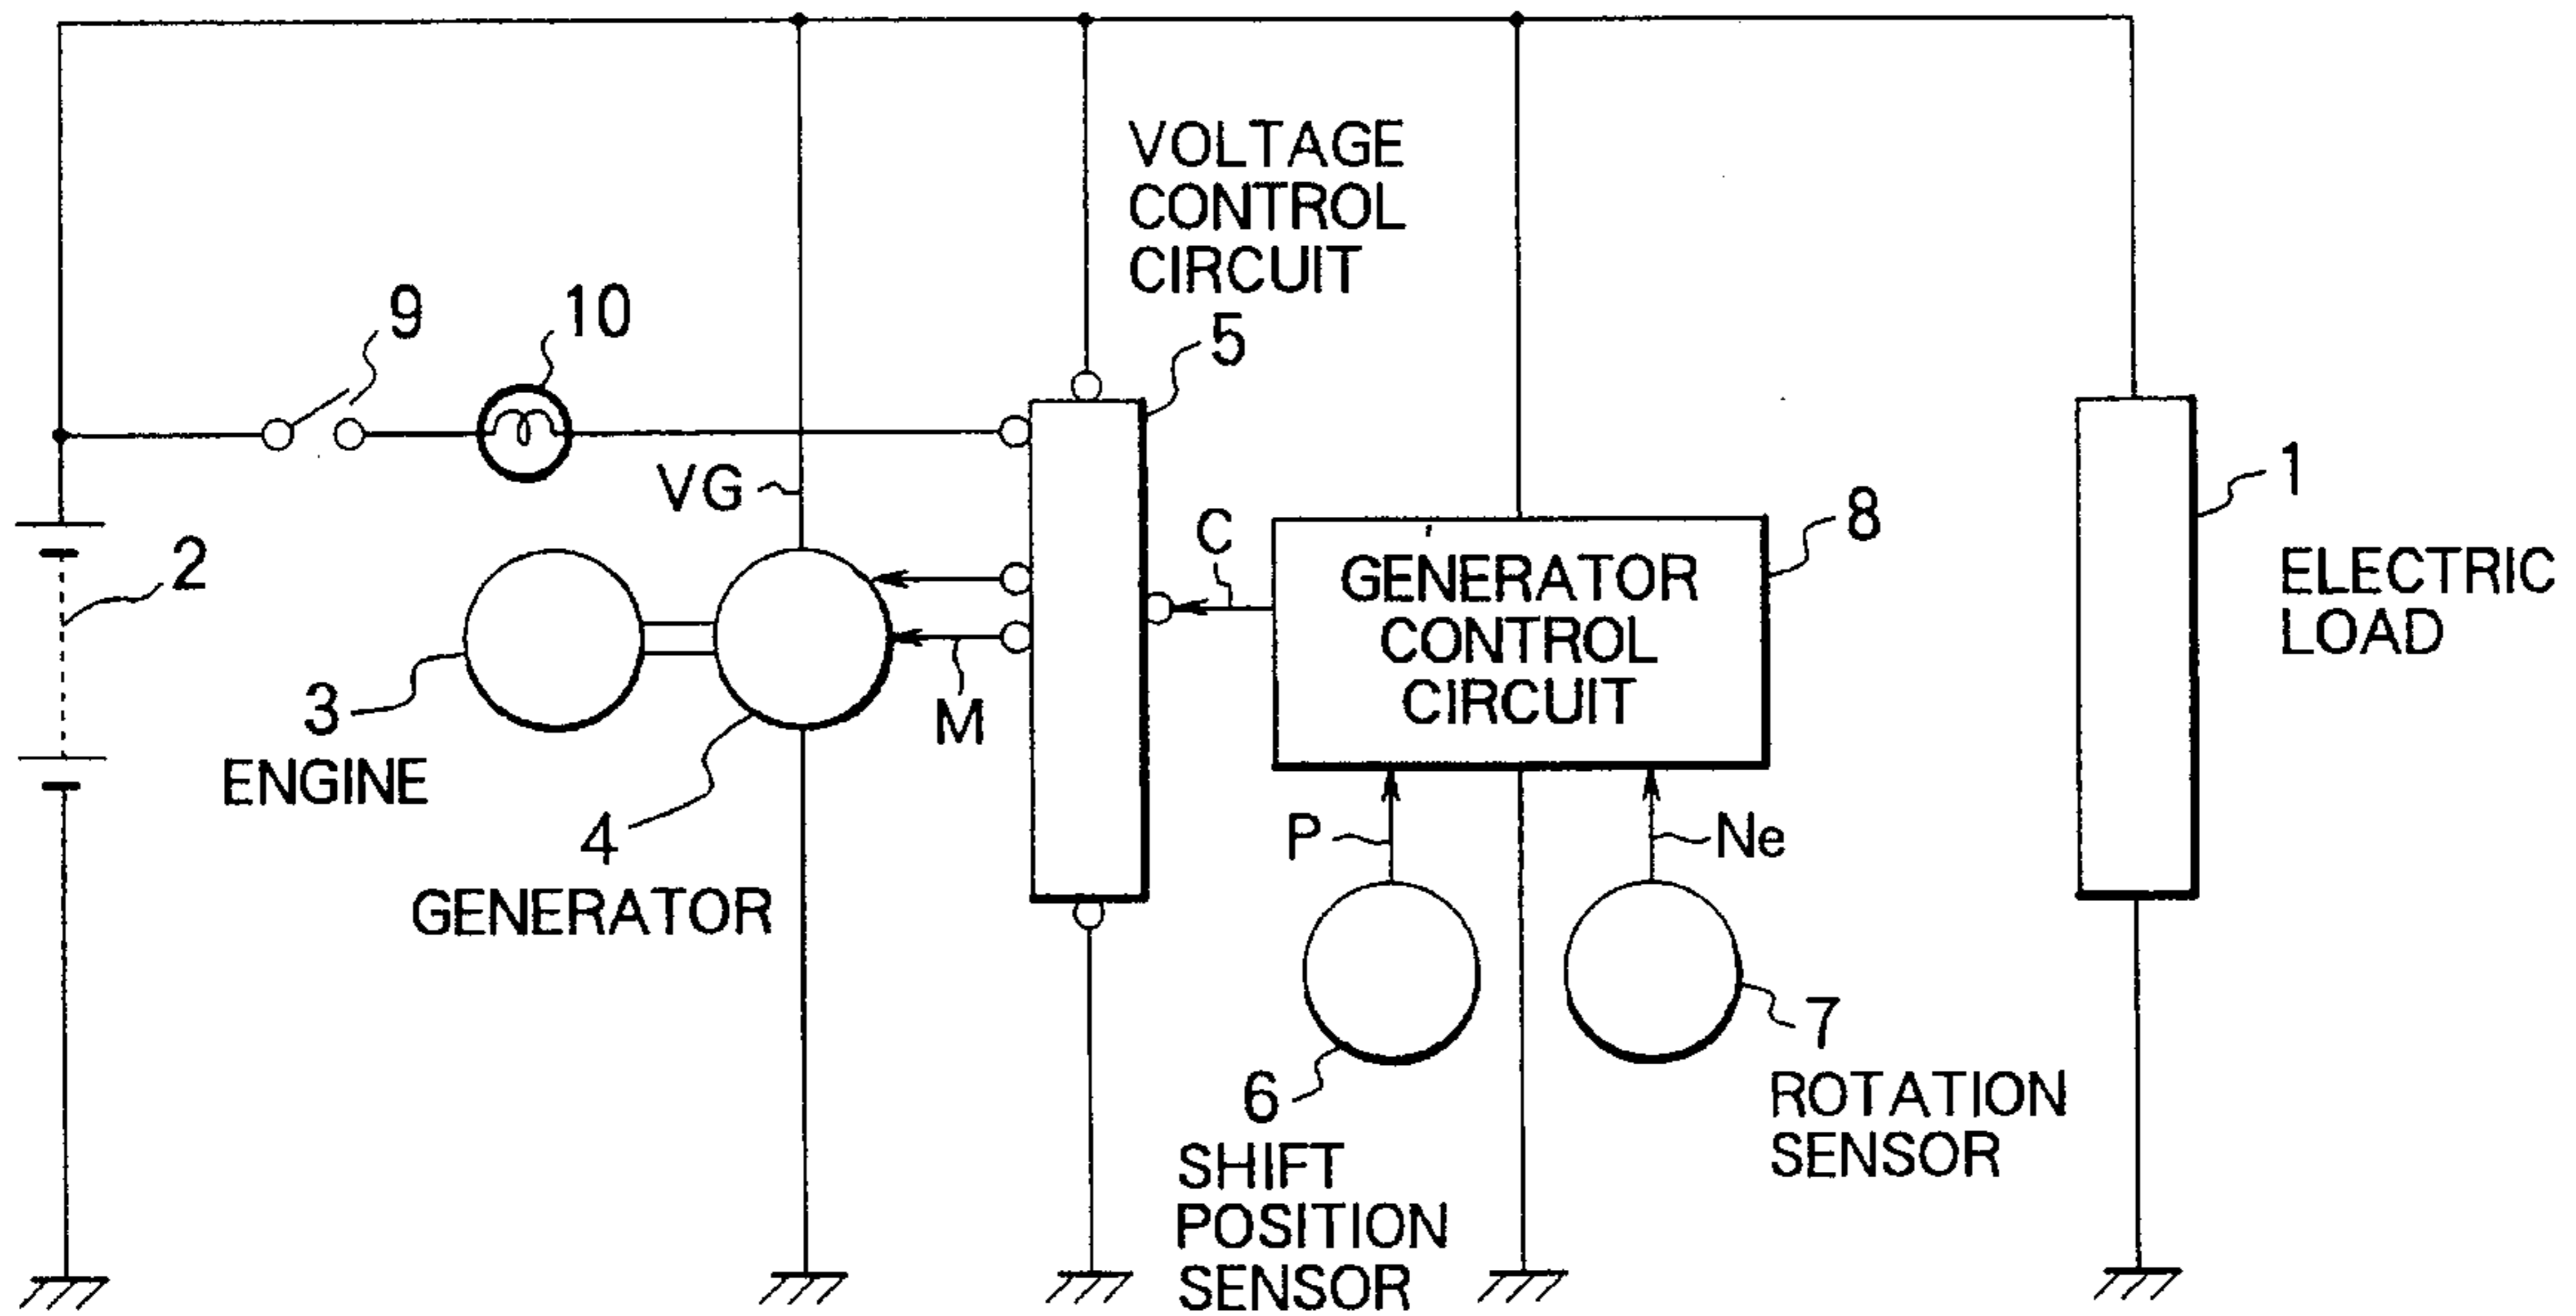 VOLTAGE
CONTROL
CIRCUIT
9
10
5
VG
1
2
C
8
GENERATOR
CONTROL
CIRCUIT
ELECTRIC
LOAD
3
ENGINE
M
4
GENERATOR
P
Ne
6
SHIFT
POSITION
SENSOR
7
ROTATION
SENSOR